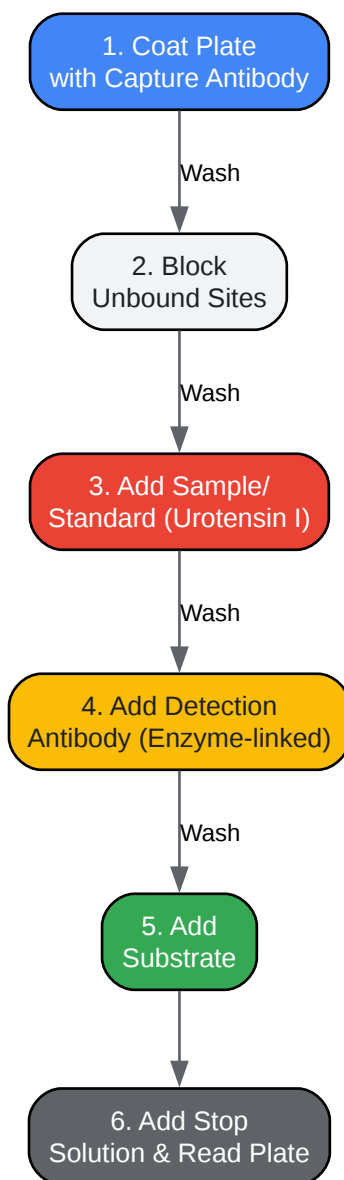 1. Coat Plate
with Capture Antibody
Wash
2. Block
Unbound Sites
Wash
3. Add Sample/
Standard (Urotensin I)
Wash
4. Add Detection
Antibody (Enzyme-linked)
Wash
5. Add
Substrate
6. Add Stop
Solution & Read Plate